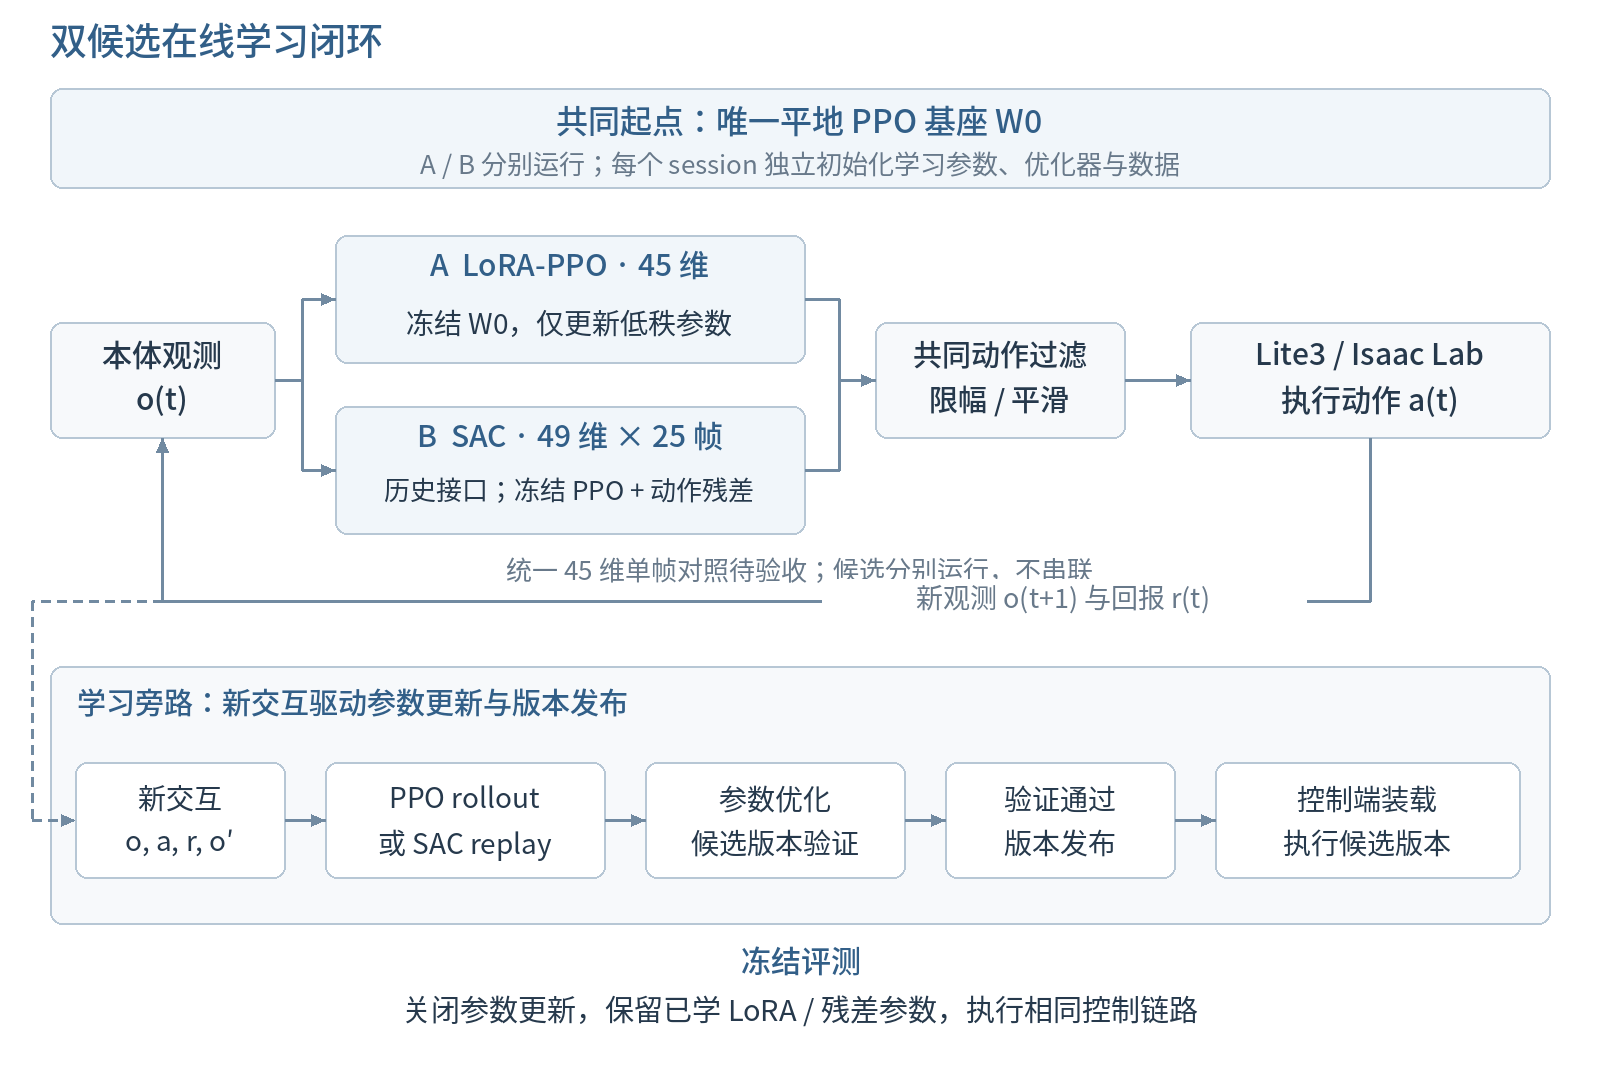 双候选在线学习闭环
共同起点：唯一平地 PPO 基座 W0
A / B 分别运行；每个 session 独立初始化学习参数、优化器与数据
A LoRA-PPO · 45 维
冻结 W0，仅更新低秩参数
本体观测
o(t)
B SAC · 49 维 × 25 帧
历史接口；冻结 PPO + 动作残差
共同动作过滤
限幅 / 平滑
Lite3 / Isaac Lab
执行动作 a(t)
统一 45 维单帧对照待验收；候选分别运行，不串联
新观测 o(t+1) 与回报 r(t)
学习旁路：新交互驱动参数更新与版本发布
新交互
o, a, r, o′
PPO rollout
或 SAC replay
参数优化
候选版本验证
验证通过
版本发布
控制端装载
执行候选版本
冻结评测
关闭参数更新，保留已学 LoRA / 残差参数，执行相同控制链路